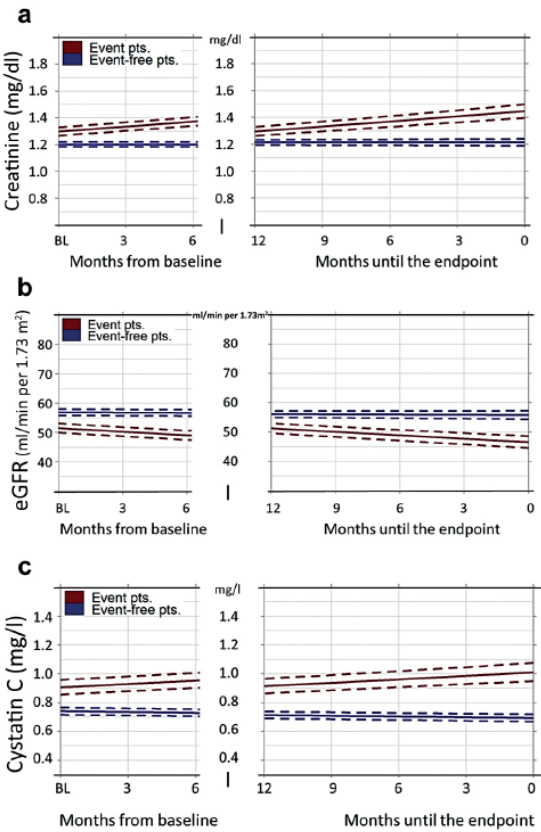 a
mg/dl
Event pts.
Event-free pts.
Creatinine (mg/dl)
1.8
1.6
1.4
1.2
1.0
0.8
1.8
1.6
1.4
1.2
1.0
0.8
BL 3 6
12 9 6 3 0
Months from baseline
Months until the endpoint
b
ml/min per 1.73m²
Event pts.
Event-free pts.
eGFR (ml/min per 1.73 m²)
80
70
60
50
40
80
70
60
50
40
BL 3 6
12 9 6 3 0
Months from baseline
Months until the endpoint
c
mg/l
Event pts.
Event-free pts.
Cystatin C (mg/l)
1.4
1.2
1.0
0.8
0.6
0.4
1.4
1.2
1.0
0.8
0.6
0.4
BL 3 6
12 9 6 3 0
Months from baseline
Months until the endpoint